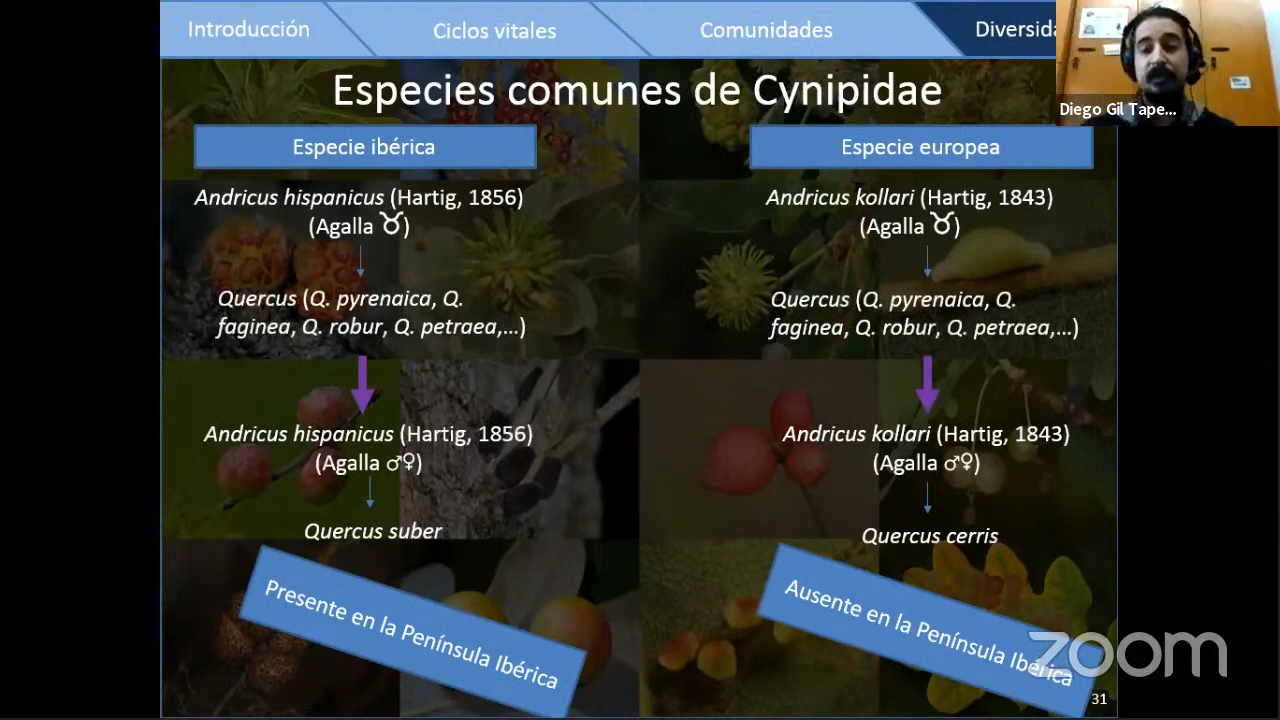 Introducción
Ciclos vitales
Comunidades
Diversida
Diego Gil Tape...
Especies comunes de Cynipidae
Especie ibérica
Especie europea
Andricus hispanicus (Hartig, 1856)
(Agalla ♉)
Quercus (Q. pyrenaica, Q.
faginea, Q. robur, Q. petraea,...)
Andricus hispanicus (Hartig, 1856)
(Agalla ♂♀)
Quercus suber
Presente en la Península Ibérica
Andricus kollari (Hartig, 1843)
(Agalla ♉)
Quercus (Q. pyrenaica, Q.
faginea, Q. robur, Q. petraea,...)
Andricus kollari (Hartig, 1843)
(Agalla ♂♀)
Quercus cerris
Ausente en la Península Ibérica
zoom
31